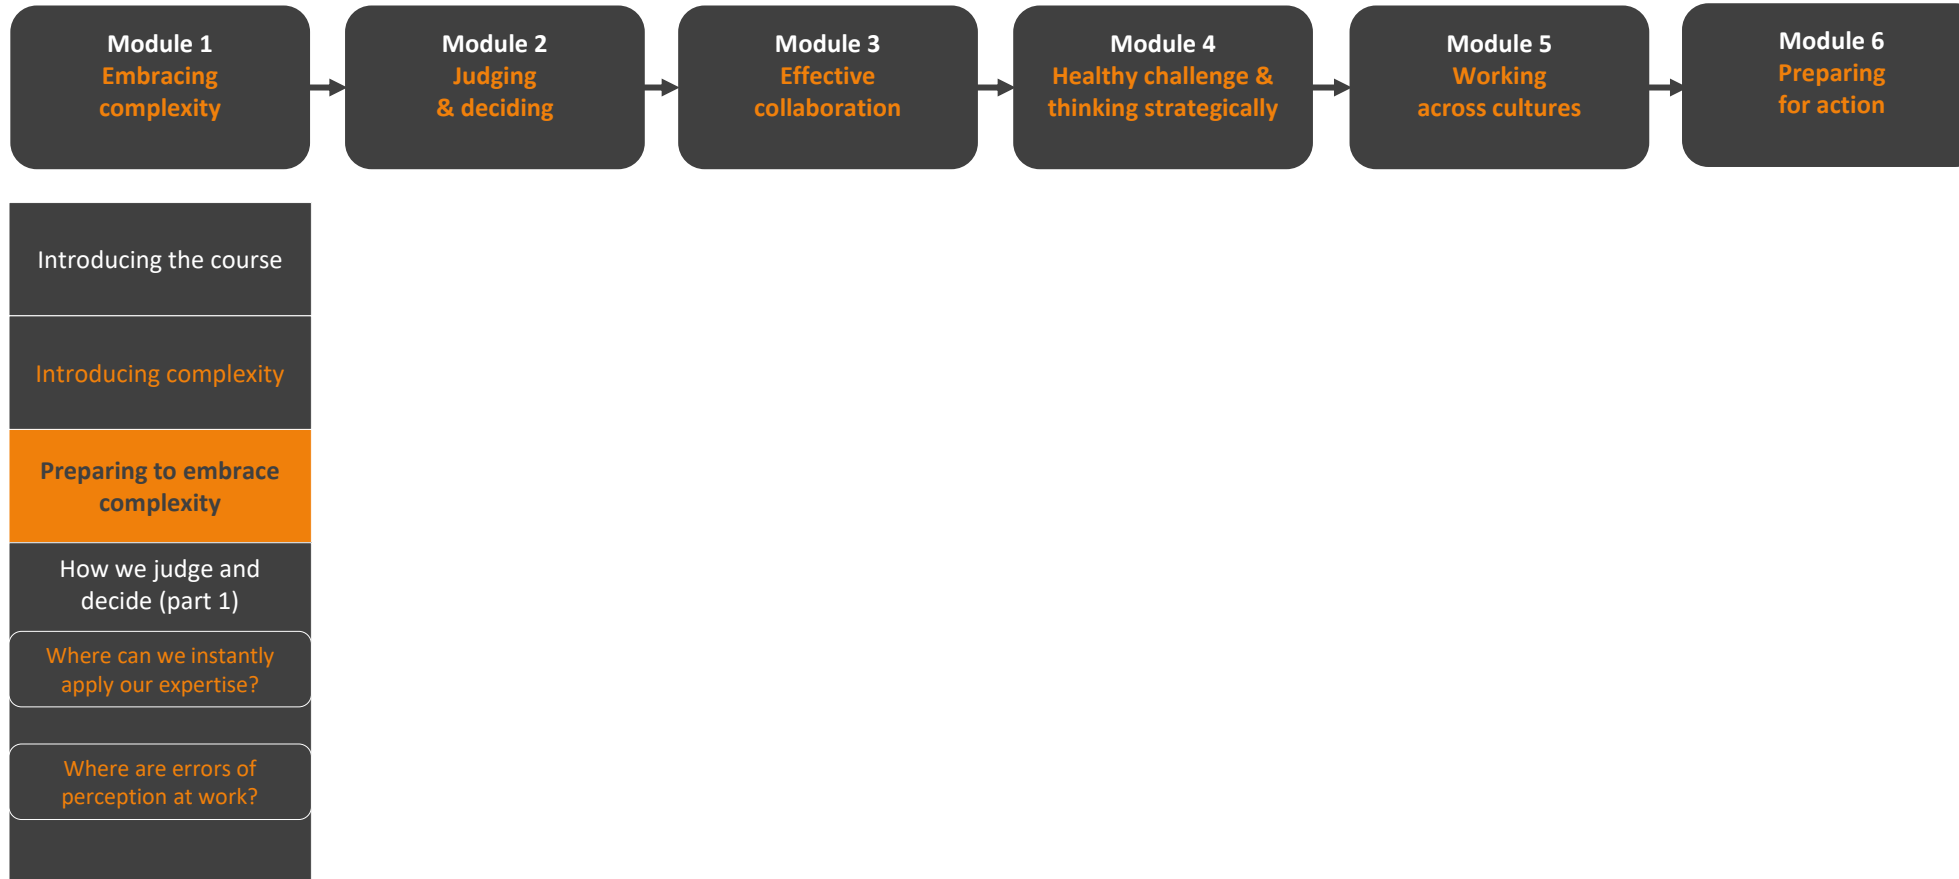 Module 1
Embracing
complexity
Module 2
Judging
& deciding
Module 3
Effective
collaboration
Module 4
Healthy challenge &
thinking strategically
Module 5
Working
across cultures
Module 6
Preparing
for action
Introducing the course
Introducing complexity
Preparing to embrace
complexity
How we judge and
decide (part 1)
Where can we instantly
apply our expertise?
Where are errors of
perception at work?